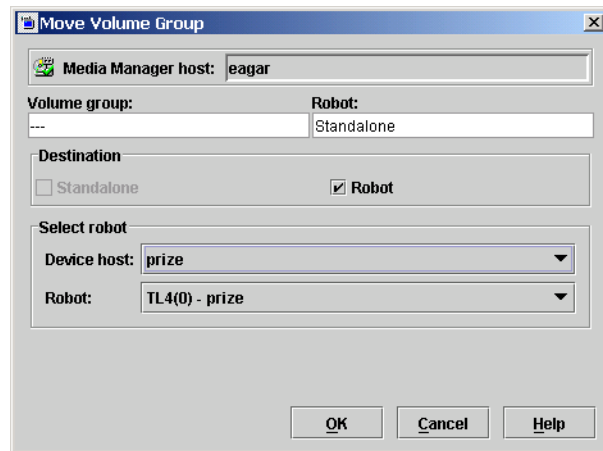 Move Volume Group
Media Manager host: eagar
Volume group: Robot:
--- Standalone
Destination
Standalone Robot
Select robot
Device host: prize
Robot: TL4(0) - prize
OK Cancel Help